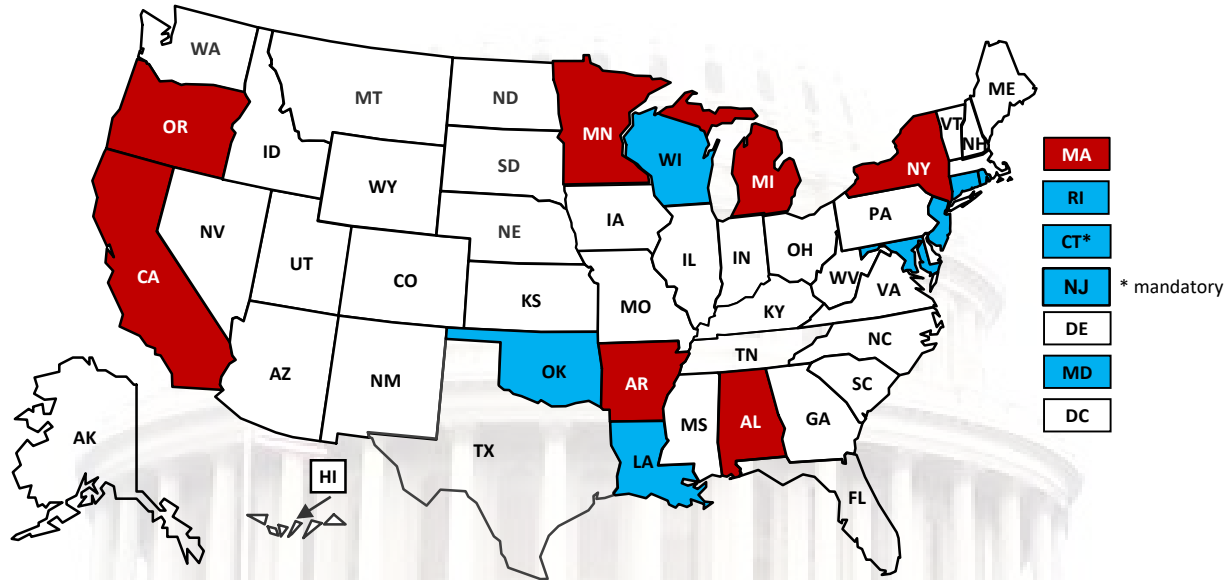 WA
MT
ND
MN
ME
VT
NH
OR
ID
SD
WI
NY
MA
WY
MI
RI
IA
PA
NE
NV
UT
CO
IL
IN
OH
CT*
CA
KS
MO
WV
VA
NJ * mandatory
KY
DE
AZ
NM
OK
TN
NC
AR
SC
MD
MS
AL
GA
DC
AK
TX
LA
HI
FL